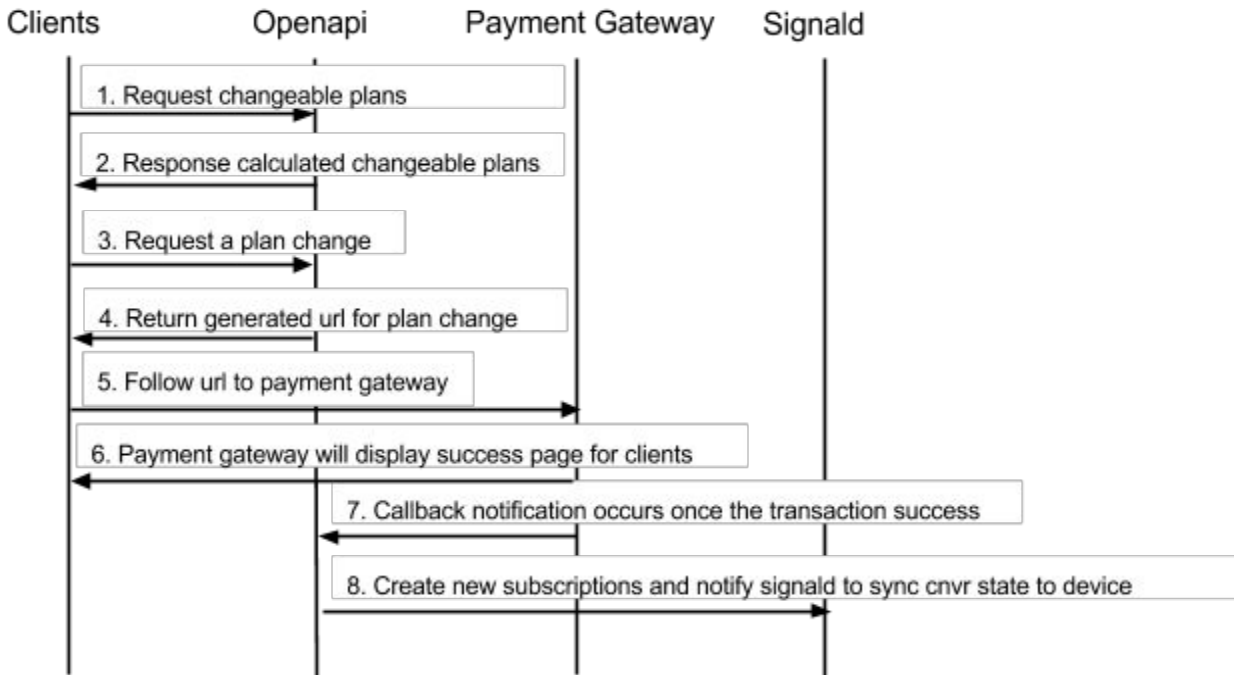 Clients Openapi Payment Gateway Signald
1. Request changeable plans
2. Response calculated changeable plans
3. Request a plan change
4. Return generated url for plan change
5. Follow url to payment gateway
6. Payment gateway will display success page for clients
7. Callback notification occurs once the transaction success
8. Create new subscriptions and notify signald to sync cnvr state to device